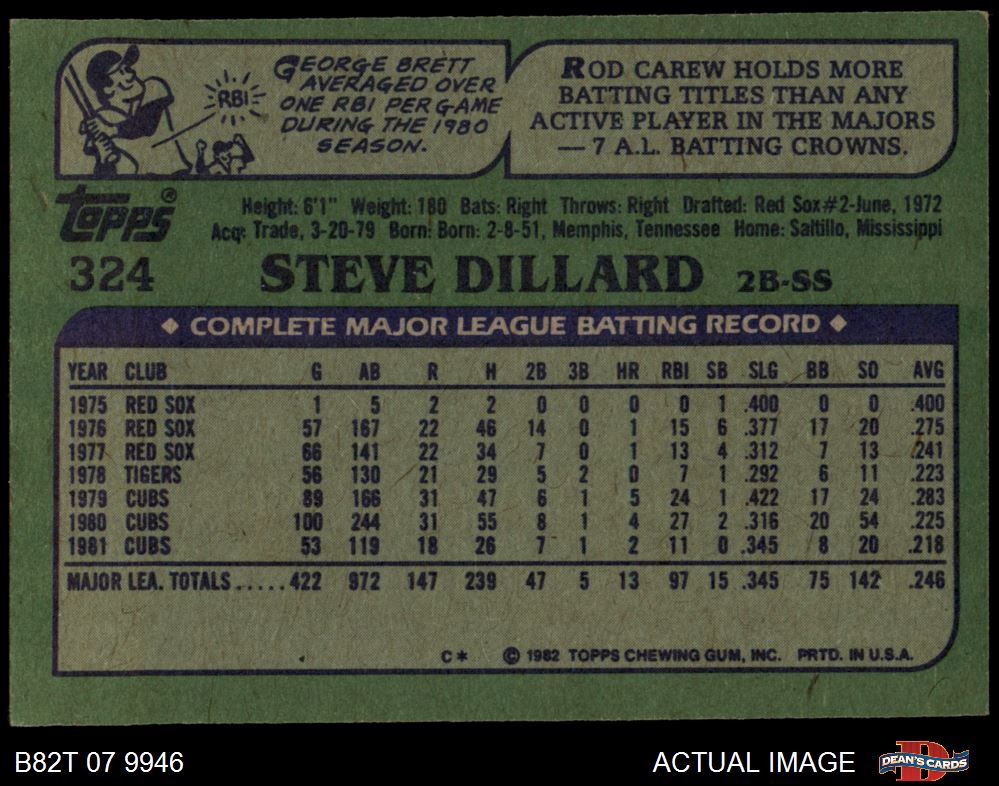 GEORGE BRETT
AVERAGED OVER
ONE RBI PER GAME
DURING THE 1980
SEASON.
RBI
ROD CAREW HOLDS MORE
BATTING TITLES THAN ANY
ACTIVE PLAYER IN THE MAJORS
— 7 A.L. BATTING CROWNS.
topps®
Height: 6'1" Weight: 180 Bats: Right Throws: Right Drafted: Red Sox #2-June, 1972
Acq: Trade, 3-20-79 Born: Born: 2-8-51, Memphis, Tennessee Home: Saltillo, Mississippi
324 STEVE DILLARD 2B-SS
◆ COMPLETE MAJOR LEAGUE BATTING RECORD ◆
YEAR CLUB G AB R H 2B 3B HR RBI SB SLG BB SO AVG
1975 RED SOX 1 5 2 2 0 0 0 0 1 .400 0 0 .400
1976 RED SOX 57 167 22 46 14 0 1 15 6 .377 17 20 .275
1977 RED SOX 66 141 22 34 7 0 1 13 4 .312 7 13 .241
1978 TIGERS 56 130 21 29 5 2 0 7 1 .292 6 11 .223
1979 CUBS 89 166 31 47 6 1 5 24 1 .422 17 24 .283
1980 CUBS 100 244 31 55 8 1 4 27 2 .316 20 54 .225
1981 CUBS 53 119 18 26 7 1 2 11 0 .345 8 20 .218
MAJOR LEA. TOTALS.....422 972 147 239 47 5 13 97 15 .345 75 142 .246
C* © 1982 TOPPS CHEWING GUM, INC. PRTD. IN U.S.A.
B82T 07 9946 ACTUAL IMAGE DEAN'S CARDS